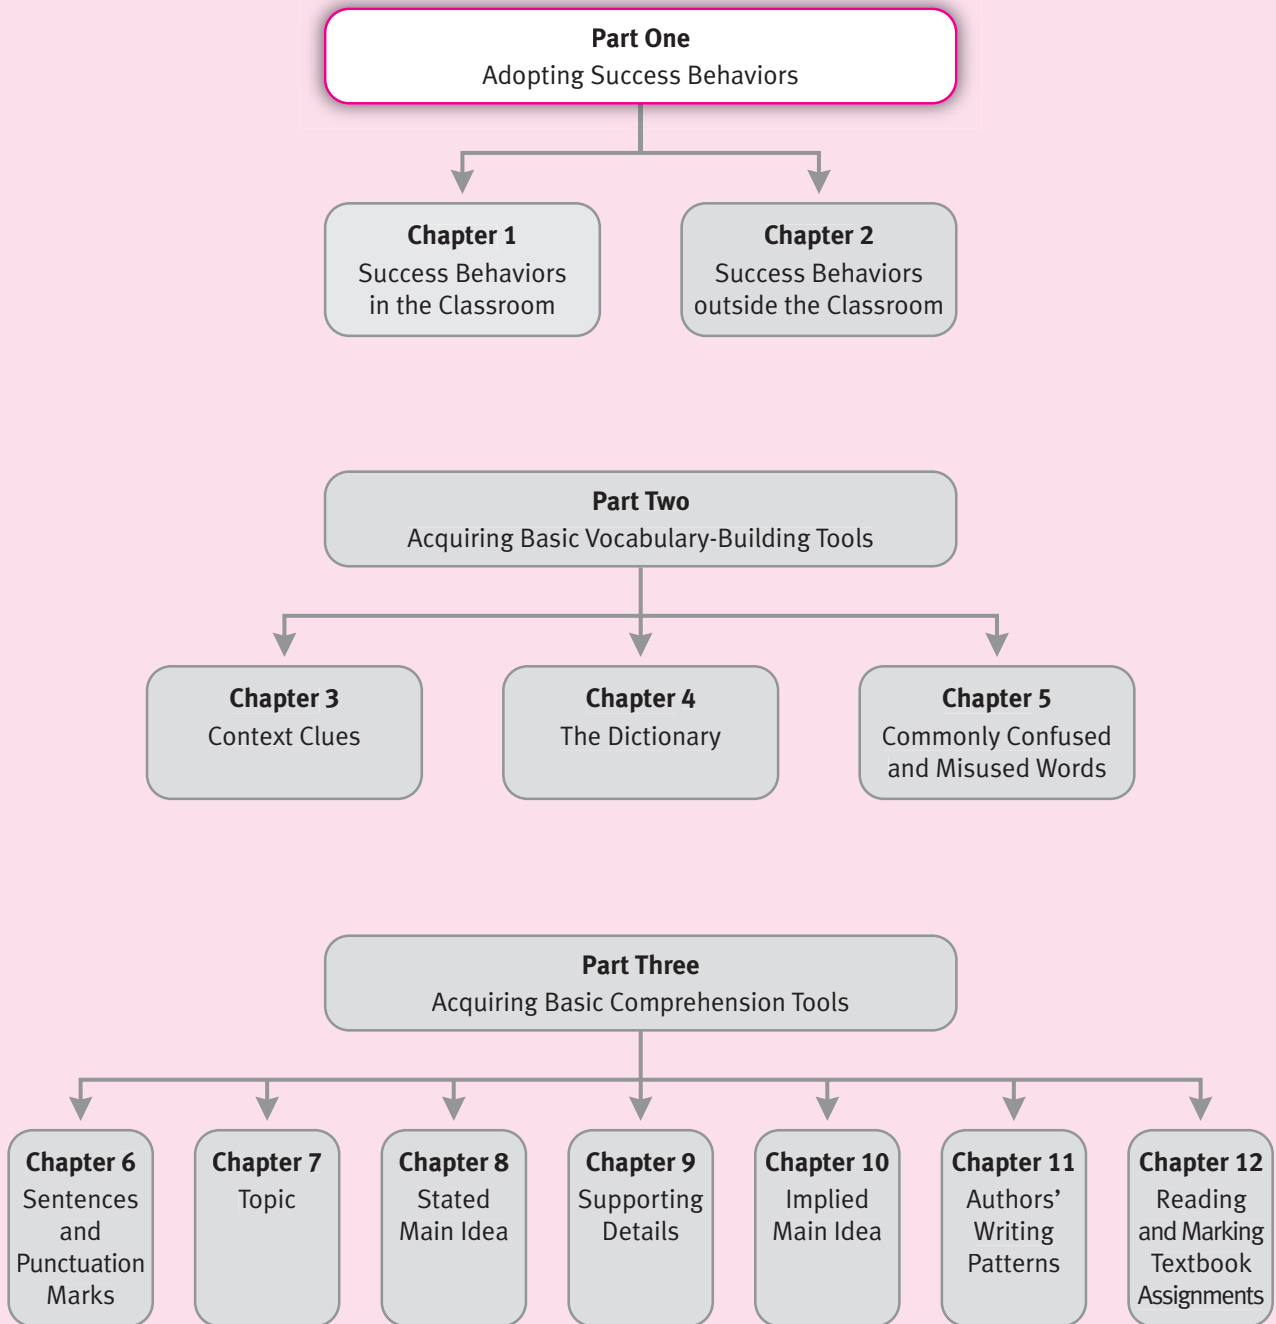 Part One
Adopting Success Behaviors
Chapter 1
Success Behaviors
in the Classroom
Chapter 2
Success Behaviors
outside the Classroom
Part Two
Acquiring Basic Vocabulary-Building Tools
Chapter 3
Context Clues
Chapter 4
The Dictionary
Chapter 5
Commonly Confused
and Misused Words
Part Three
Acquiring Basic Comprehension Tools
Chapter 6
Sentences
and
Punctuation
Marks
Chapter 7
Topic
Chapter 8
Stated
Main Idea
Chapter 9
Supporting
Details
Chapter 10
Implied
Main Idea
Chapter 11
Authors’
Writing
Patterns
Chapter 12
Reading
and Marking
Textbook
Assignments